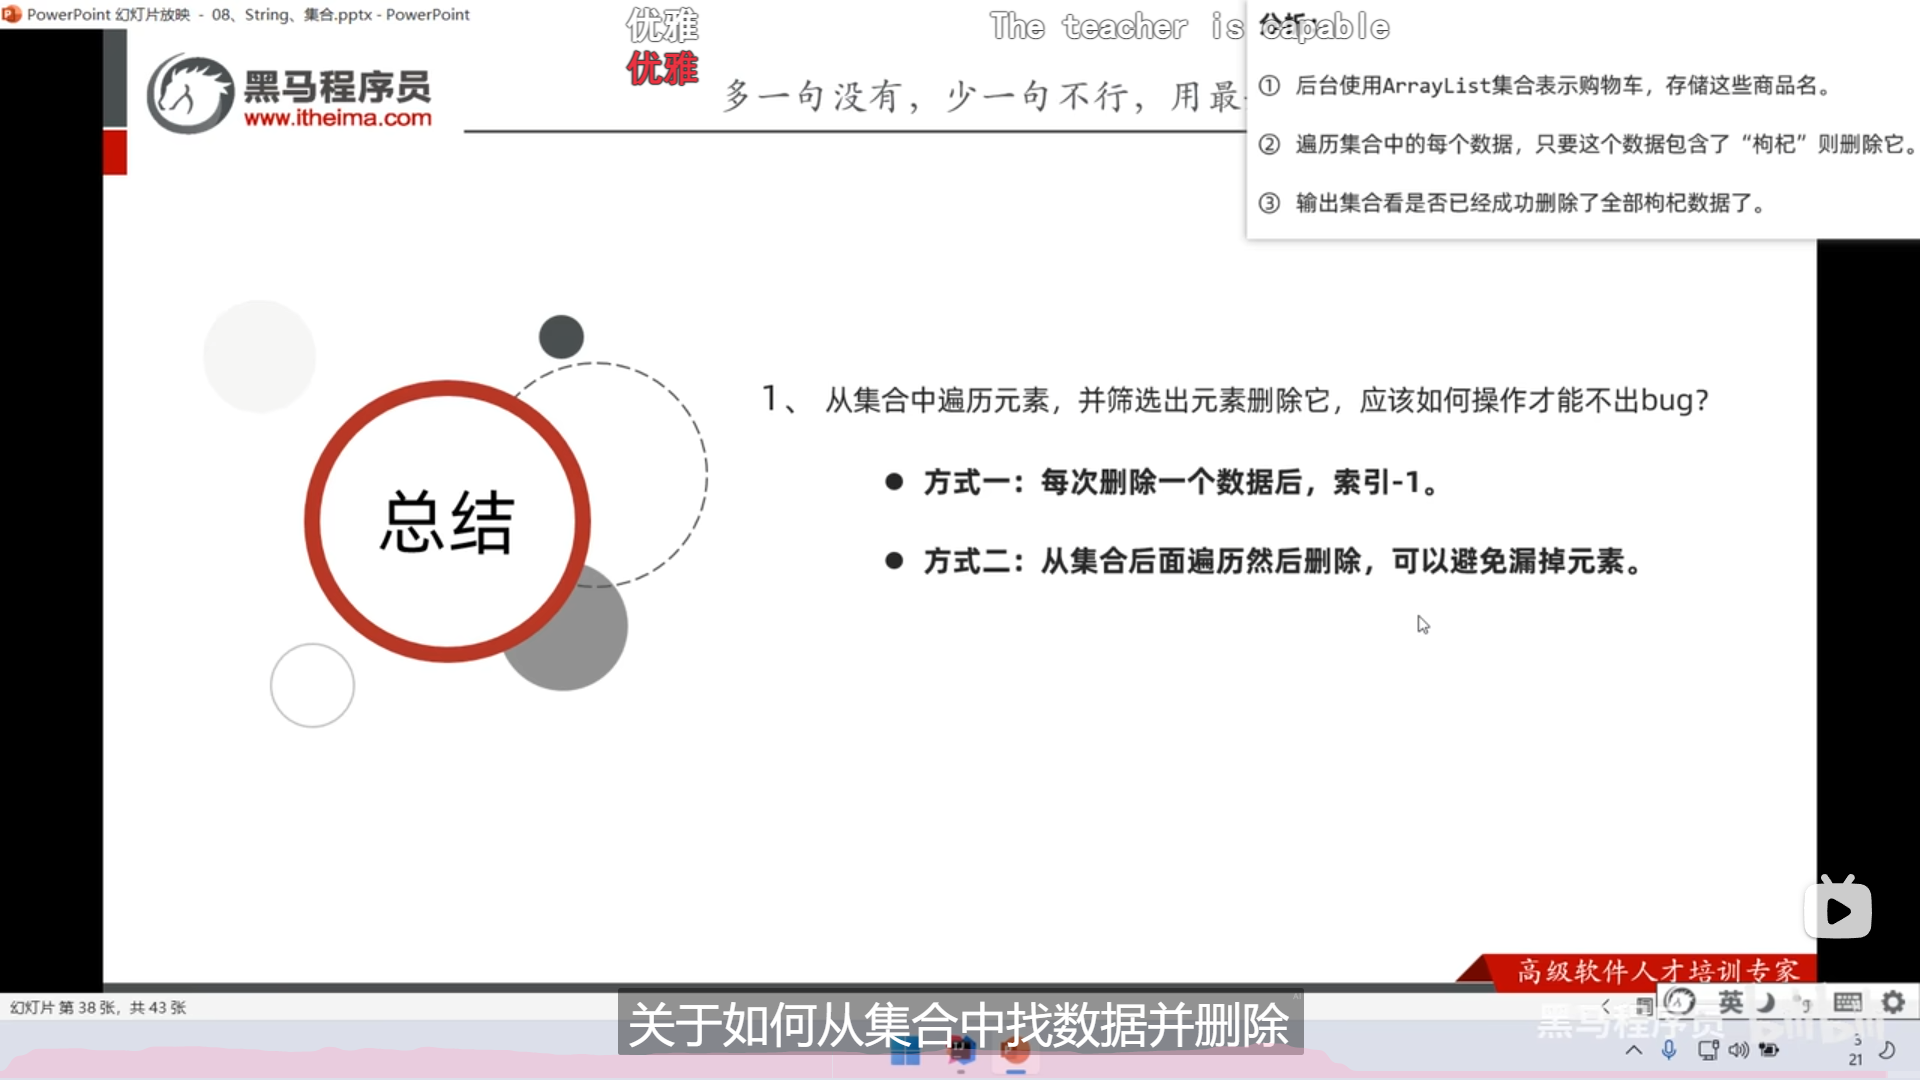 PowerPoint 幻灯片放映 - 08、String、集合.pptx - PowerPoint
优雅
The teacher is capable
优雅
黑马程序员
www.itheima.com
多一句没有，少一句不行，用最
① 后台使用ArrayList集合表示购物车，存储这些商品名。
② 遍历集合中的每个数据，只要这个数据包含了“枸杞”则删除它。
③ 输出集合看是否已经成功删除了全部枸杞数据了。
总结
1、 从集合中遍历元素，并筛选出元素删除它，应该如何操作才能不出bug?
● 方式一：每次删除一个数据后，索引-1。
● 方式二：从集合后面遍历然后删除，可以避免漏掉元素。
高级软件人才培训专家
幻灯片 第 38 张，共 43 张
英
黑马程序员 bilibili
关于如何从集合中找数据并删除
21